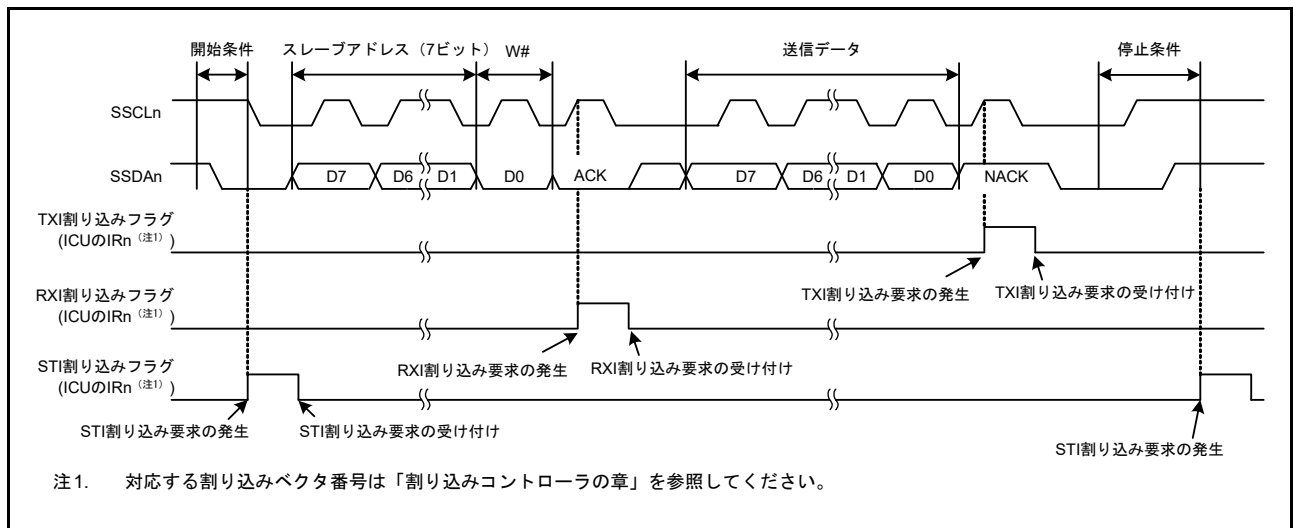 開始条件 スレーブアドレス（7ビット） W# 送信データ 停止条件
SSCLn
SSDAn D7 D6 D1 D0 ACK D7 D6 D1 D0 NACK
TXI割り込みフラグ
(ICUのIRn（注1）)
TXI割り込み要求の発生 TXI割り込み要求の受け付け
RXI割り込みフラグ
(ICUのIRn（注1）)
RXI割り込み要求の発生 RXI割り込み要求の受け付け
STI割り込みフラグ
(ICUのIRn（注1）)
STI割り込み要求の発生 STI割り込み要求の受け付け
STI割り込み要求の発生
注1. 対応する割り込みベクタ番号は「割り込みコントローラの章」を参照してください。